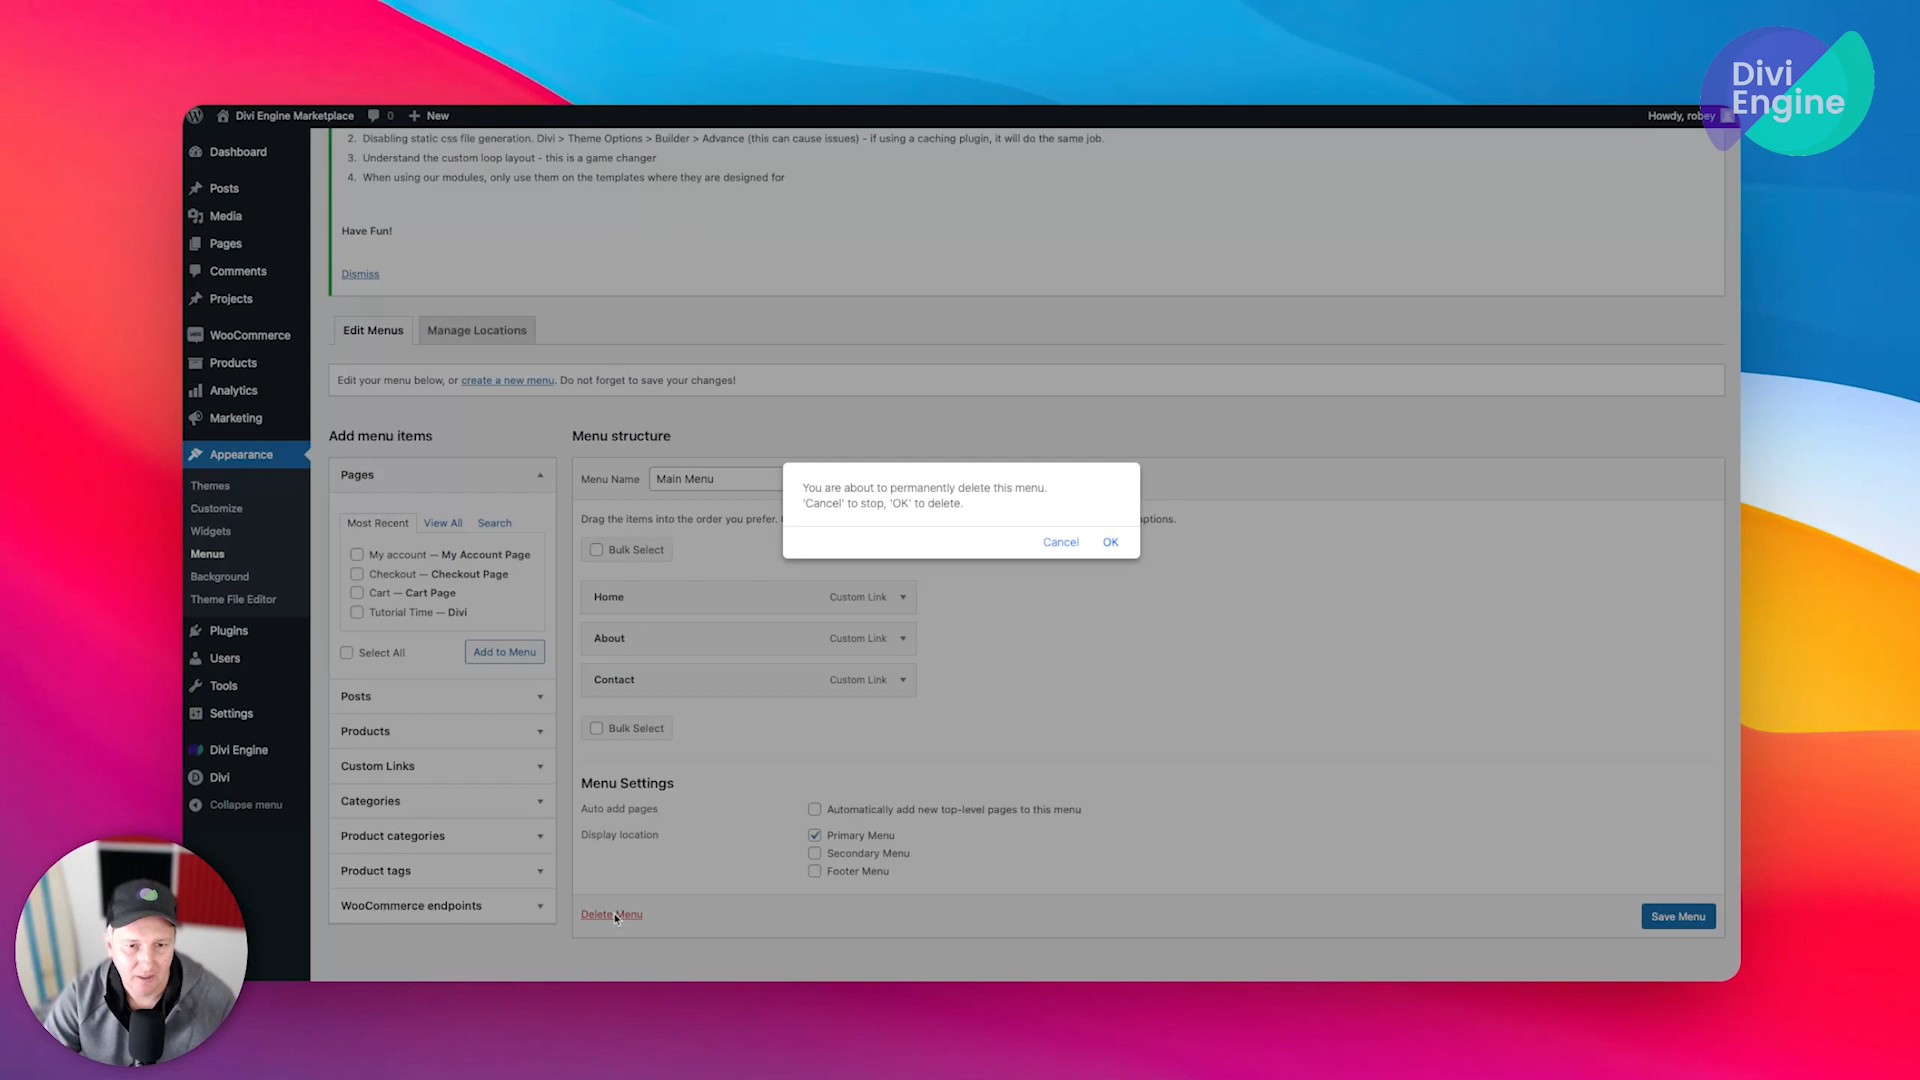 Divi
Engine
Divi Engine Marketplace
0
New
Howdy, robey
Dashboard
Posts
Media
Pages
Comments
Projects
WooCommerce
Products
Analytics
Marketing
Appearance
Themes
Customize
Widgets
Menus
Background
Theme File Editor
Plugins
Users
Tools
Settings
Divi Engine
Divi
Collapse menu
2. Disabling static css file generation. Divi > Theme Options > Builder > Advance (this can cause issues) - if using a caching plugin, it will do the same job.
3. Understand the custom loop layout - this is a game changer
4. When using our modules, only use them on the templates where they are designed for
Have Fun!
Dismiss
Edit Menus
Manage Locations
Edit your menu below, or create a new menu. Do not forget to save your changes!
Add menu items
Pages
Most Recent
View All
Search
My account — My Account Page
Checkout — Checkout Page
Cart — Cart Page
Tutorial Time — Divi
Select All
Add to Menu
Posts
Products
Custom Links
Categories
Product categories
Product tags
WooCommerce endpoints
Menu structure
Menu Name
Main Menu
Drag the items into the order you prefer.
You are about to permanently delete this menu.
'Cancel' to stop, 'OK' to delete.
Cancel
OK
Bulk Select
Home
Custom Link
About
Custom Link
Contact
Custom Link
Bulk Select
Menu Settings
Auto add pages
Automatically add new top-level pages to this menu
Display location
Primary Menu
Secondary Menu
Footer Menu
Delete Menu
Save Menu